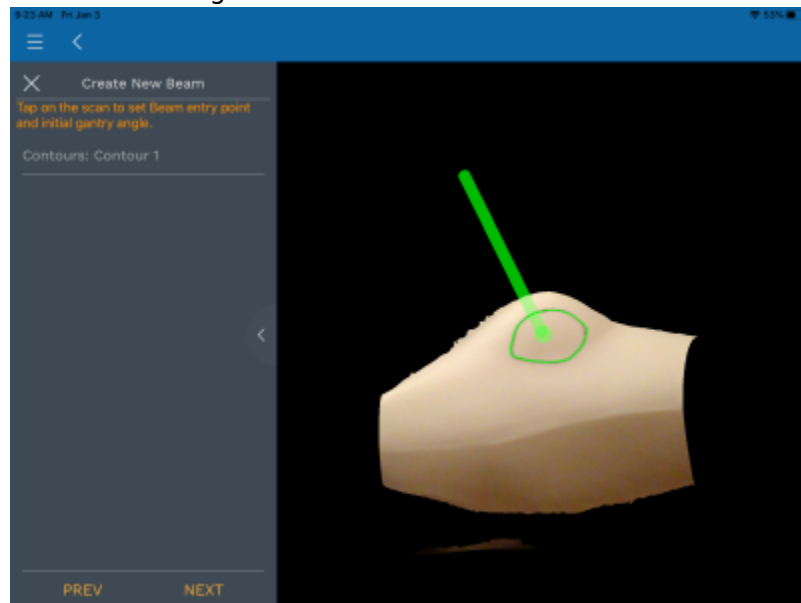 9:23 AM Fri Jan 3
53%
Create New Beam
Tap on the scan to set Beam entry point
and initial gantry angle.
Contours: Contour 1
PREV NEXT